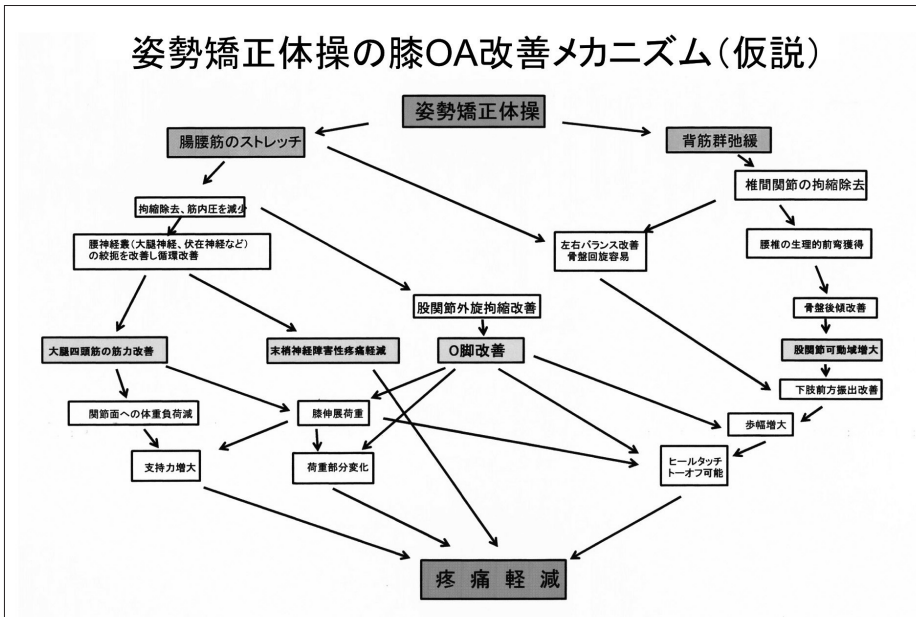 姿勢矯正体操の膝OA改善メカニズム(仮説)
姿勢矯正体操
腸腰筋のストレッチ
背筋群弛緩
椎間関節の拘縮除去
拘縮除去、筋内圧を減少
腰神経叢(大腿神経、伏在神経など)
の絞扼を改善し循環改善
左右バランス改善
骨盤回旋容易
腰椎の生理的前弯獲得
股関節外旋拘縮改善
骨盤後傾改善
大腿四頭筋の筋力改善
末梢神経障害性疼痛軽減
O脚改善
股関節可動域増大
下肢前方振出改善
関節面への体重負荷減
膝伸展荷重
歩幅増大
支持力増大
荷重部分変化
ヒールタッチ
トーオフ可能
疼痛軽減